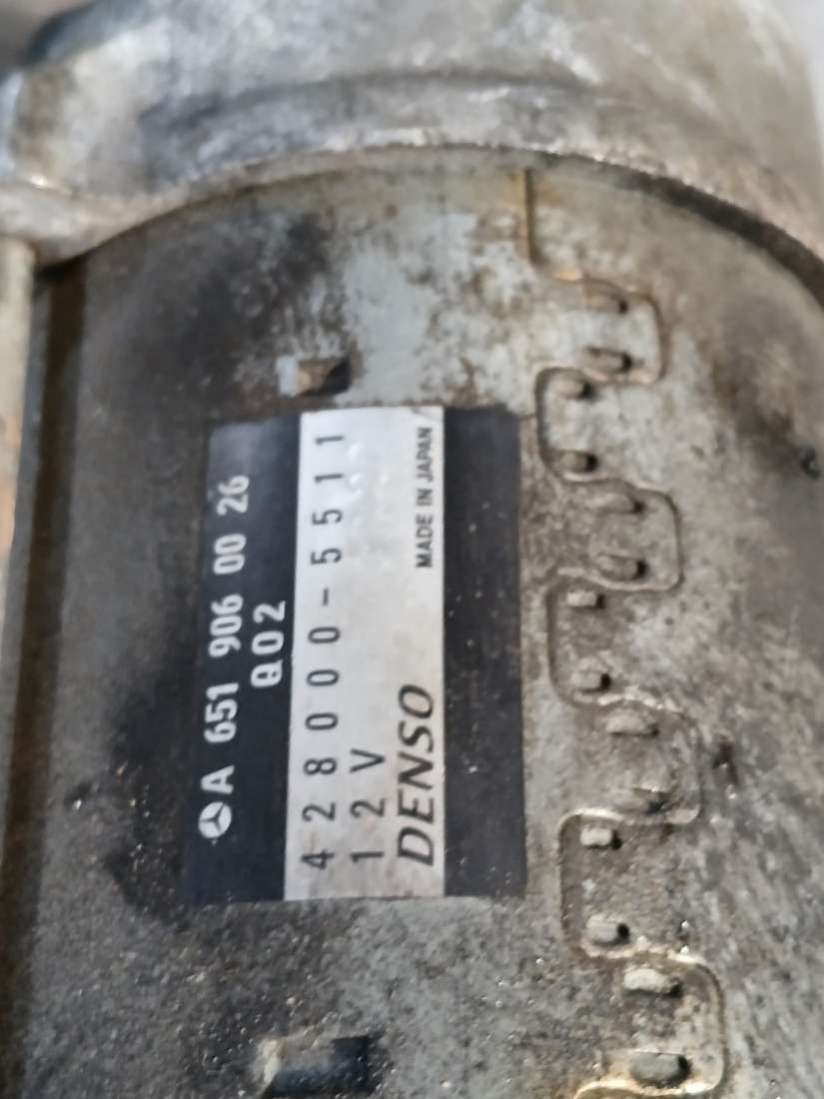 A 651 906 00 26
Q02
428000-5511
12V
DENSO MADE IN JAPAN